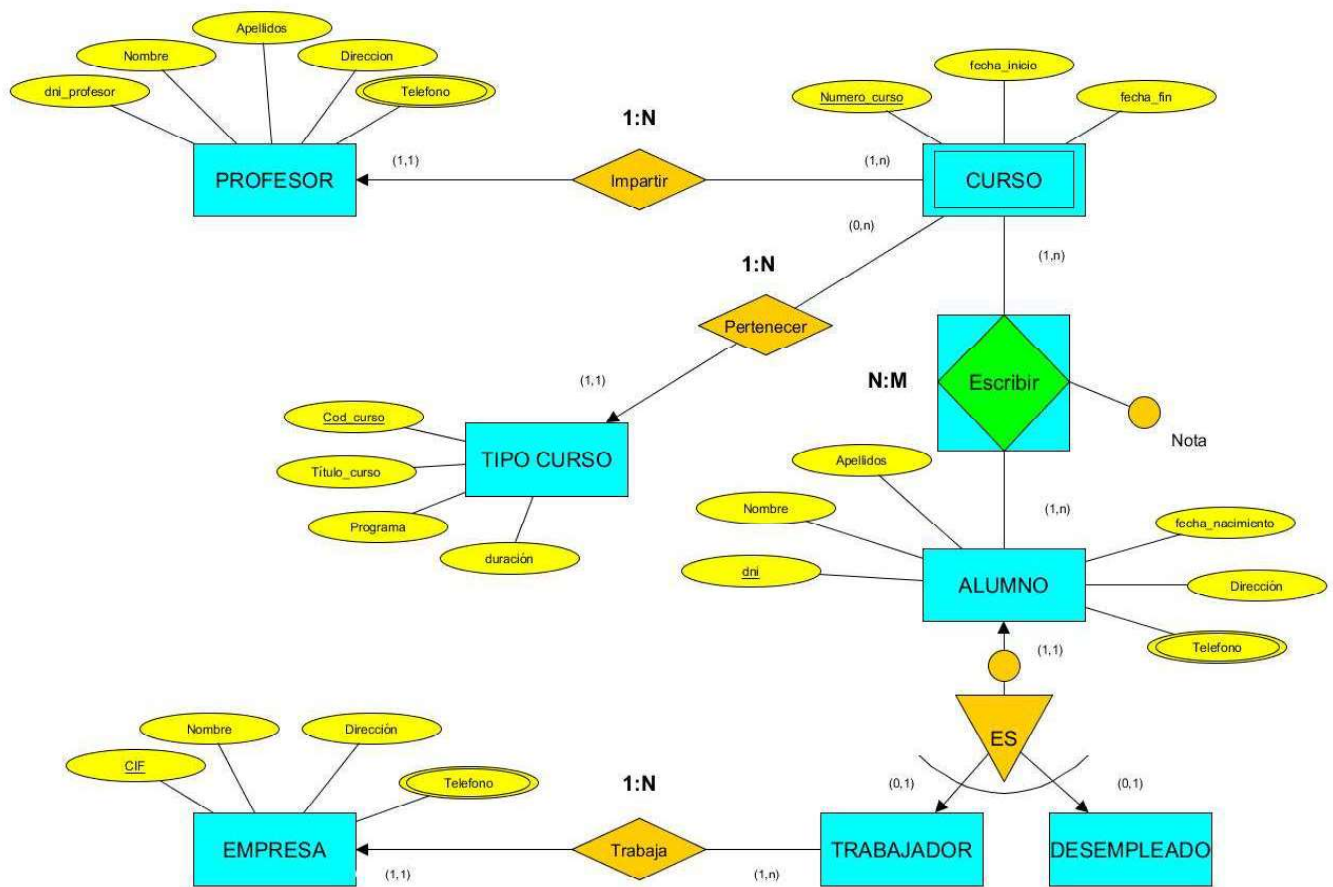 Apellidos
Nombre
Direccion
dni_profesor
Telefono
PROFESOR
(1,1)
1:N
Impartir
(1,n)
fecha_inicio
Numero_curso
fecha_fin
CURSO
(0,n)
1:N
Pertenecer
(1,1)
(1,n)
N:M
Escribir
Nota
Cod_curso
TIPO CURSO
Título_curso
Programa
duración
Apellidos
Nombre
(1,n)
fecha_nacimiento
dni
ALUMNO
Dirección
Telefono
(1,1)
ES
(0,1)
(0,1)
Nombre
Dirección
CIF
Telefono
EMPRESA
(1,1)
1:N
Trabaja
(1,n)
TRABAJADOR
DESEMPLEADO